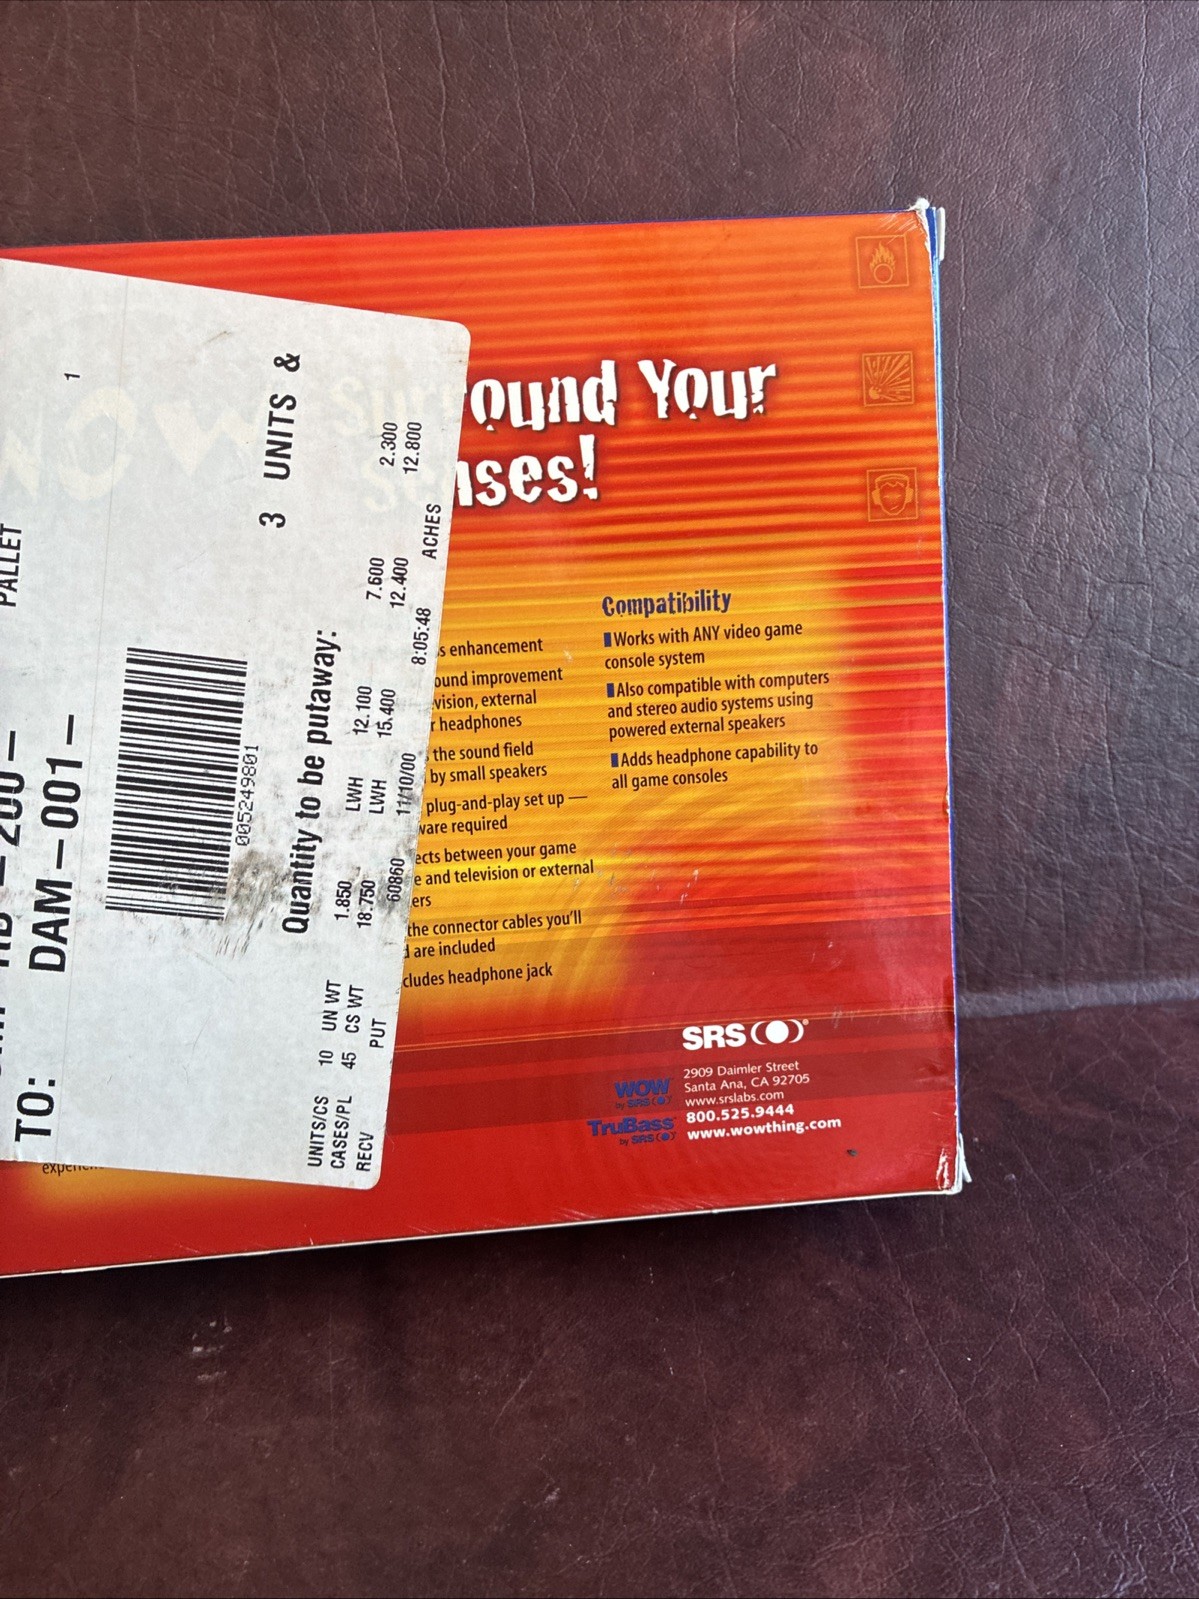 PALLET
1
DAM-001-
TO:
005249801
3 UNITS &
Quantity to be putaway:
UNITS/CS 10 UN WT 1.850 LWH 12.100 7.600 2.300
CASES/PL 45 CS WT 18.750 LWH 15.400 12.400 12.800
RECV PUT 60860 11/10/00 8:05:48 ACHES
ound Your
nses!
s enhancement
ound improvement
vision, external
r headphones
the sound field
by small speakers
plug-and-play set up —
ware required
ects between your game
e and television or external
ers
the connector cables you'll
d are included
cludes headphone jack
Compatibility
Works with ANY video game
console system
Also compatible with computers
and stereo audio systems using
powered external speakers
Adds headphone capability to
all game consoles
SRS
WOW
by SRS
TruBass
by SRS
2909 Daimler Street
Santa Ana, CA 92705
www.srslabs.com
800.525.9444
www.wowthing.com